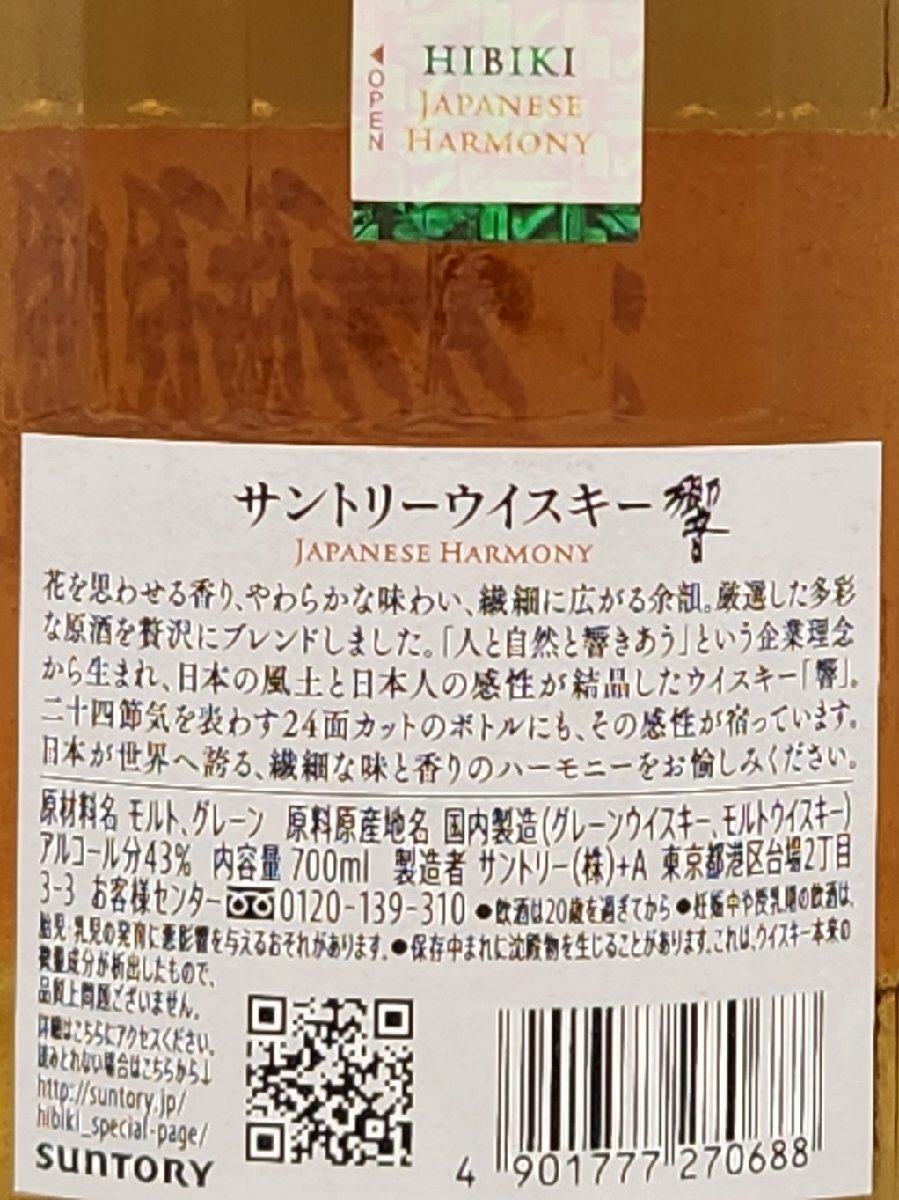 OPEN
HIBIKI
JAPANESE
HARMONY
サントリーウイスキー 響
JAPANESE HARMONY
花を思わせる香り、やわらかな味わい、繊細に広がる余韻。厳選した多彩
な原酒を贅沢にブレンドしました。「人と自然と響きあう」という企業理念
から生まれ、日本の風土と日本人の感性が結晶したウイスキー「響」。
二十四節気を表わす24面カットのボトルにも、その感性が宿っています。
日本が世界へ誇る、繊細な味と香りのハーモニーをお愉しみください。
原材料名 モルト、グレーン 原料原産地名 国内製造(グレーンウイスキー、モルトウイスキー)
アルコール分43% 内容量 700ml 製造者 サントリー(株)+A 東京都港区台場2丁目
3-3 お客様センター 0120-139-310 ●飲酒は20歳を過ぎてから ●妊娠中や授乳期の飲酒は、
胎児・乳児の発育に悪影響を与えるおそれがあります。●保存中まれに沈殿物を生じることがあります。これは、ウイスキー本来の
微量成分が析出したもので、
品質上問題ございません。
詳細はこちらにアクセスください。
読みとれない場合はこちらから↓
http://suntory.jp/
hibiki_special-page/
SUNTORY
4 901777 270688